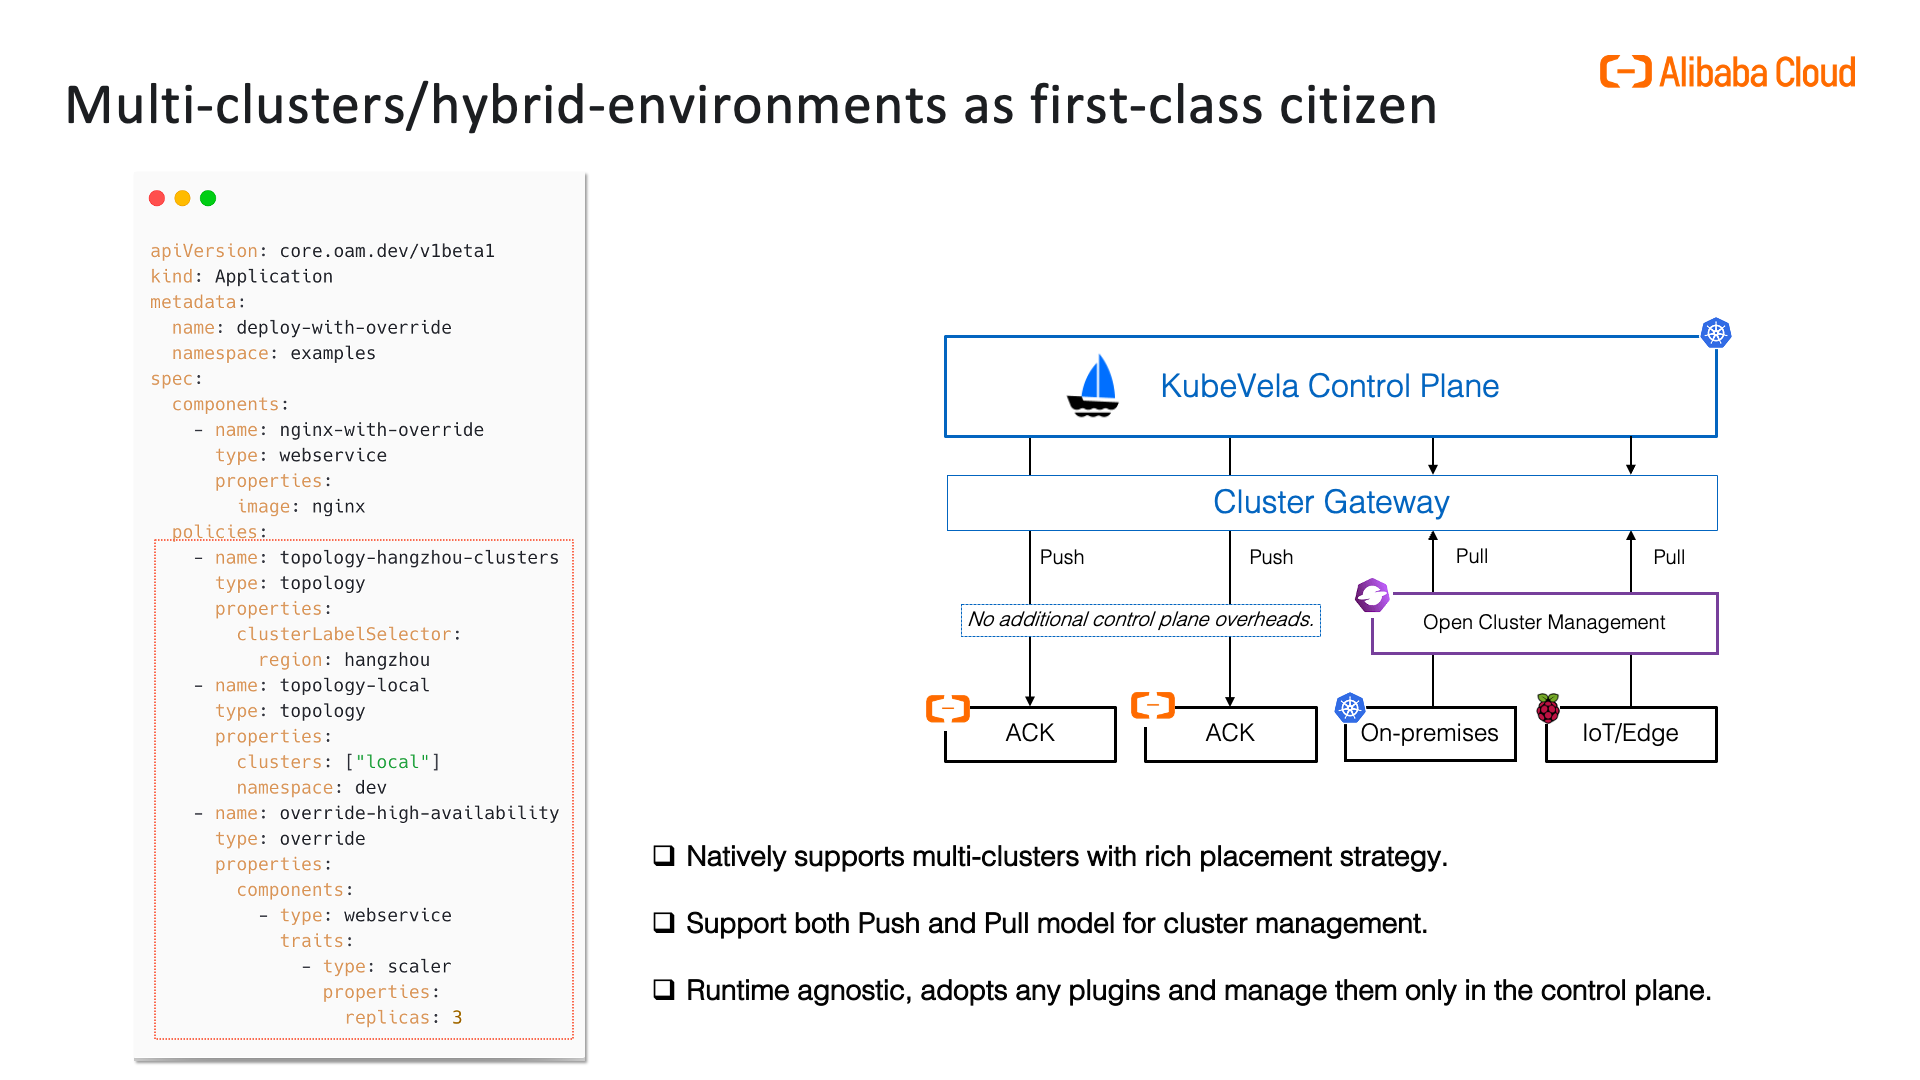 Alibaba Cloud
Multi-clusters/hybrid-environments as first-class citizen
apiVersion: core.oam.dev/v1beta1
kind: Application
metadata:
  name: deploy-with-override
  namespace: examples
spec:
  components:
    - name: nginx-with-override
      type: webservice
      properties:
        image: nginx
  policies:
    - name: topology-hangzhou-clusters
      type: topology
      properties:
        clusterLabelSelector:
          region: hangzhou
    - name: topology-local
      type: topology
      properties:
        clusters: ["local"]
        namespace: dev
    - name: override-high-availability
      type: override
      properties:
        components:
          - type: webservice
            traits:
              - type: scaler
                properties:
                  replicas: 3
KubeVela Control Plane
Cluster Gateway
Push
Push
Pull
Pull
No additional control plane overheads.
Open Cluster Management
ACK
ACK
On-premises
IoT/Edge
❑ Natively supports multi-clusters with rich placement strategy.
❑ Support both Push and Pull model for cluster management.
❑ Runtime agnostic, adopts any plugins and manage them only in the control plane.